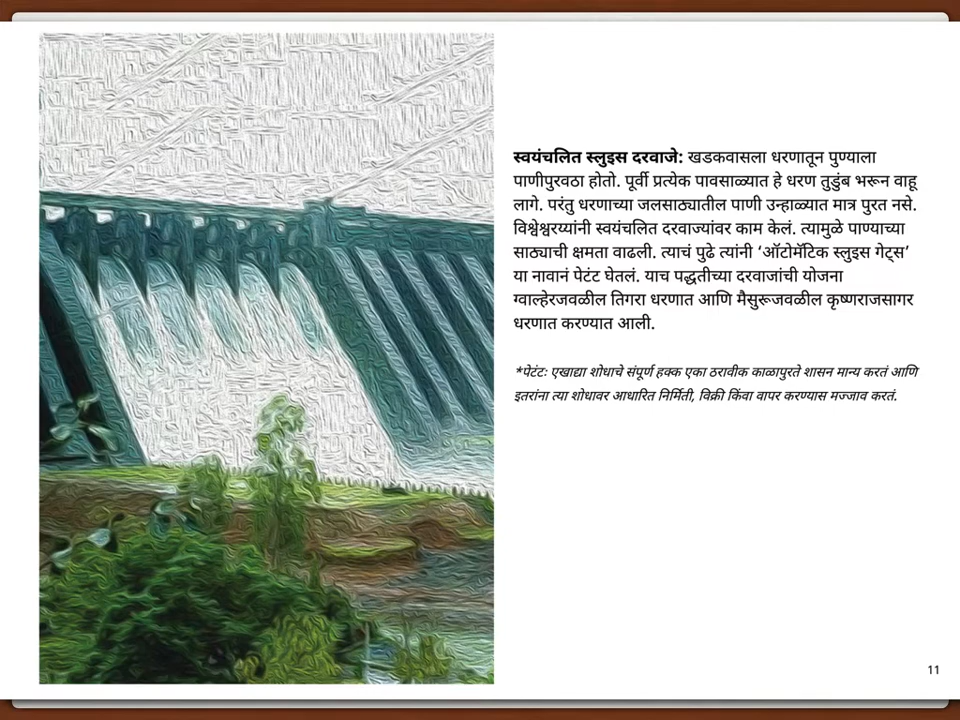 स्वयंचलित स्लुइस दरवाजे: खडकवासला धरणातून पुण्याला
पाणीपुरवठा होतो. पूर्वी प्रत्येक पावसाळ्यात हे धरण तुडुंब भरून वाहू
लागे. परंतु धरणाच्या जलसाठ्यातील पाणी उन्हाळ्यात मात्र पुरत नसे.
विश्वेश्वरय्यांनी स्वयंचलित दरवाज्यांवर काम केलं. त्यामुळे पाण्याच्या
साठ्याची क्षमता वाढली. त्याचं पुढे त्यांनी ‘ऑटोमॅटिक स्लुइस गेट्स’
या नावानं पेटंट घेतलं. याच पद्धतीच्या दरवाजांची योजना
ग्वाल्हेरजवळील तिगरा धरणात आणि मैसुरूजवळील कृष्णराजसागर
धरणात करण्यात आली.
*पेटंट: एखाद्या शोधाचे संपूर्ण हक्क एका ठरावीक काळापुरते शासन मान्य करतं आणि
इतरांना त्या शोधावर आधारित निर्मिती, विक्री किंवा वापर करण्यास मज्जाव करतं.
11